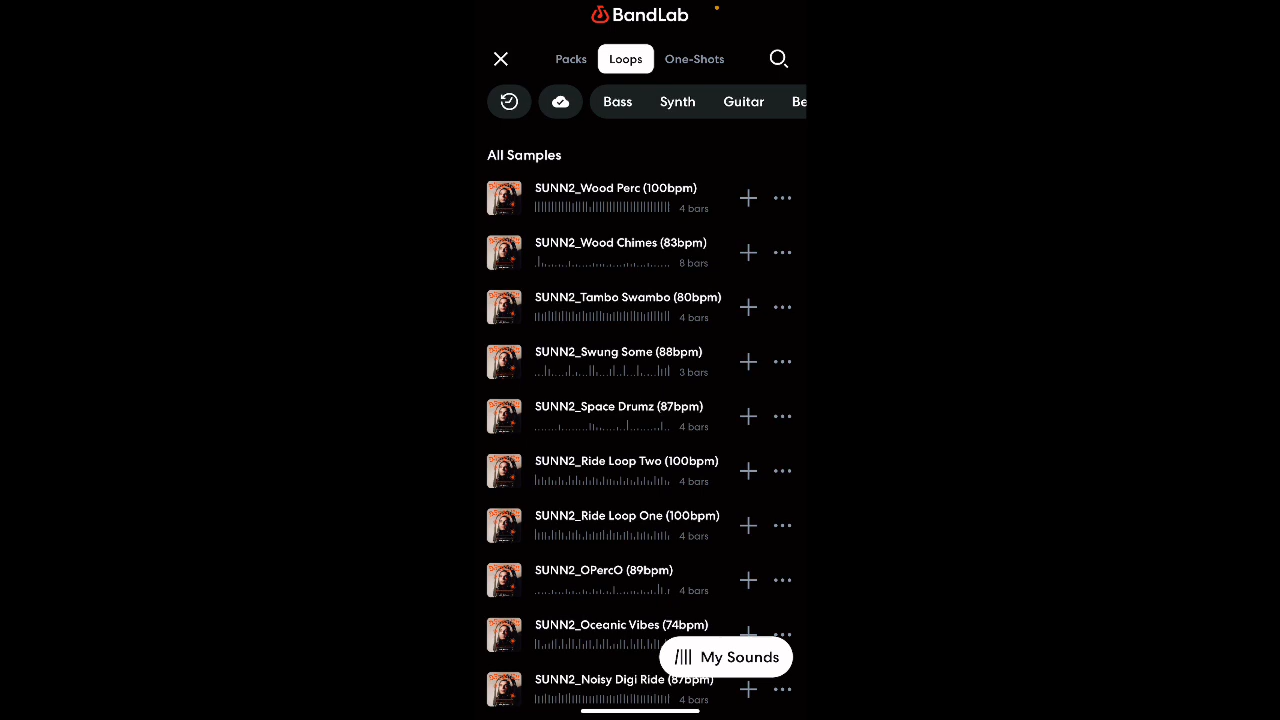 BandLab
Packs Loops One-Shots
Bass Synth Guitar Be
All Samples
SUNN2_Wood Perc (100bpm)
4 bars
SUNN2_Wood Chimes (83bpm)
8 bars
SUNN2_Tambo Swambo (80bpm)
4 bars
SUNN2_Swung Some (88bpm)
3 bars
SUNN2_Space Drumz (87bpm)
4 bars
SUNN2_Ride Loop Two (100bpm)
4 bars
SUNN2_Ride Loop One (100bpm)
4 bars
SUNN2_OPercO (89bpm)
4 bars
SUNN2_Oceanic Vibes (74bpm)
My Sounds
SUNN2_Noisy Digi Ride (87bpm)
4 bars